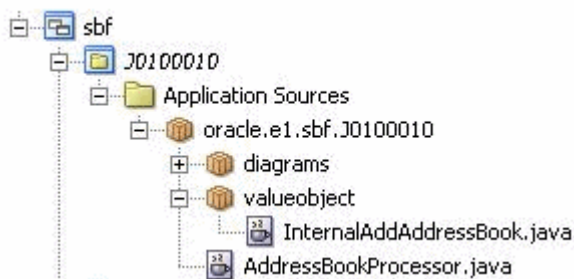 sbf
J0100010
Application Sources
oracle.e1.sbf.J0100010
diagrams
valueobject
InternalAddAddressBook.java
AddressBookProcessor.java